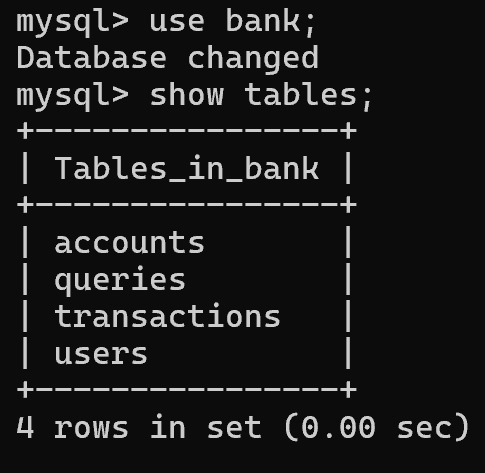 mysql> use bank;
Database changed
mysql> show tables;
+----------------+
| Tables_in_bank |
+----------------+
| accounts       |
| queries        |
| transactions   |
| users          |
+----------------+
4 rows in set (0.00 sec)